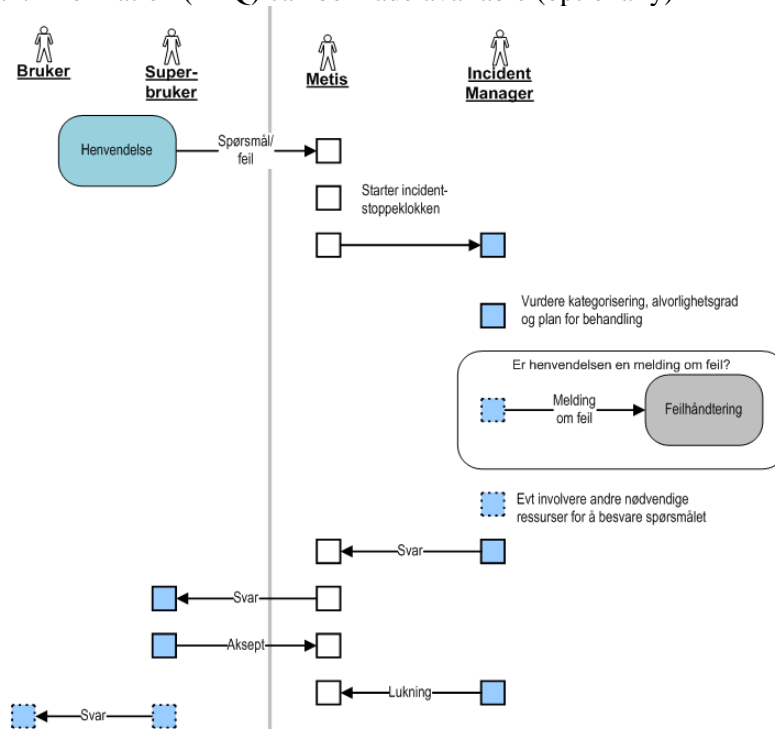 Bruker
Super-
bruker
Metis
Incident
Manager
Henvendelse
Spørsmål/
feil
Starter incident-
stoppeklokken
Vurdere kategorisering, alvorlighetsgrad
og plan for behandling
Er henvendelsen en melding om feil?
Melding
om feil
Feilhåndtering
Evt involvere andre nødvendige
ressurser for å besvare spørsmålet
Svar
Svar
Aksept
Lukning
Svar